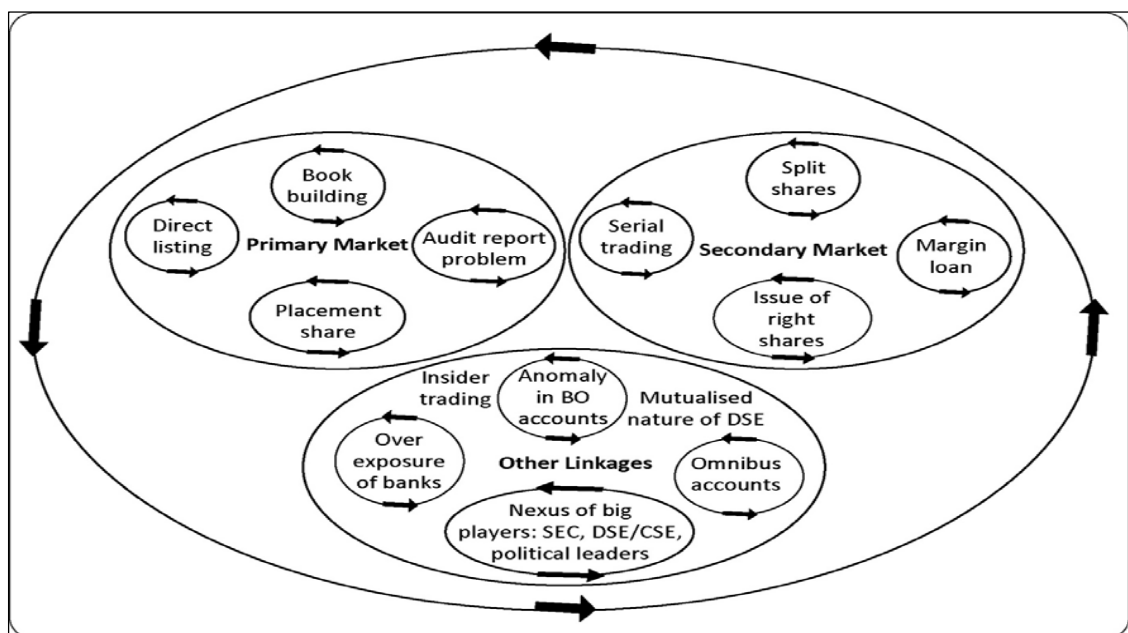 Book
building
Direct
listing
Primary Market
Audit report
problem
Placement
share
Split
shares
Serial
trading
Secondary Market
Margin
loan
Issue of
right
shares
Insider
trading
Anomaly
in BO
accounts
Mutualised
nature of DSE
Over
exposure
of banks
Other Linkages
Omnibus
accounts
Nexus of big
players: SEC, DSE/CSE,
political leaders